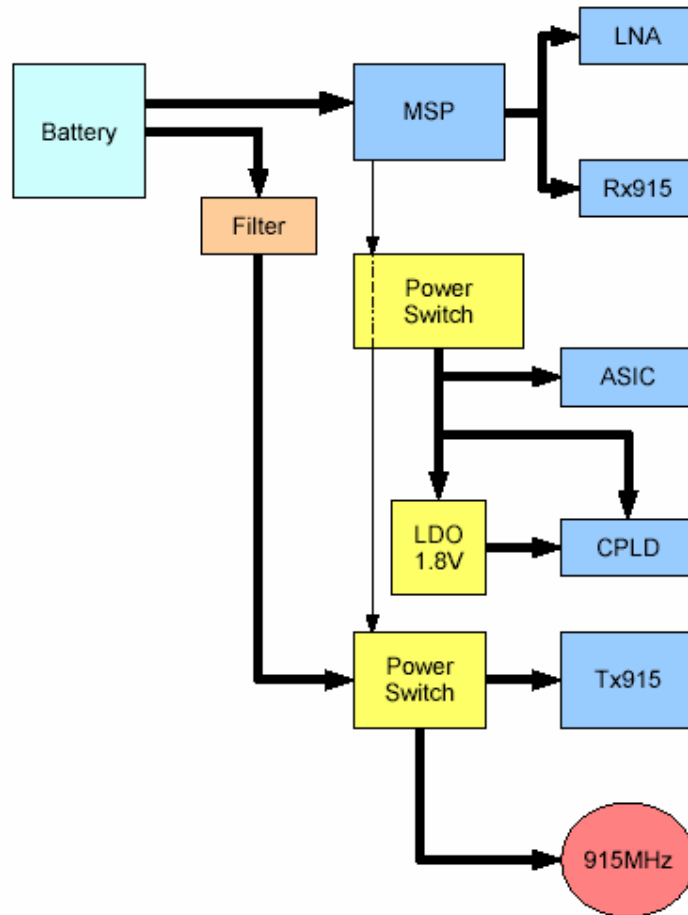 LNA
Battery
MSP
Rx915
Filter
Power
Switch
ASIC
LDO
1.8V
CPLD
Power
Switch
Tx915
915MHz